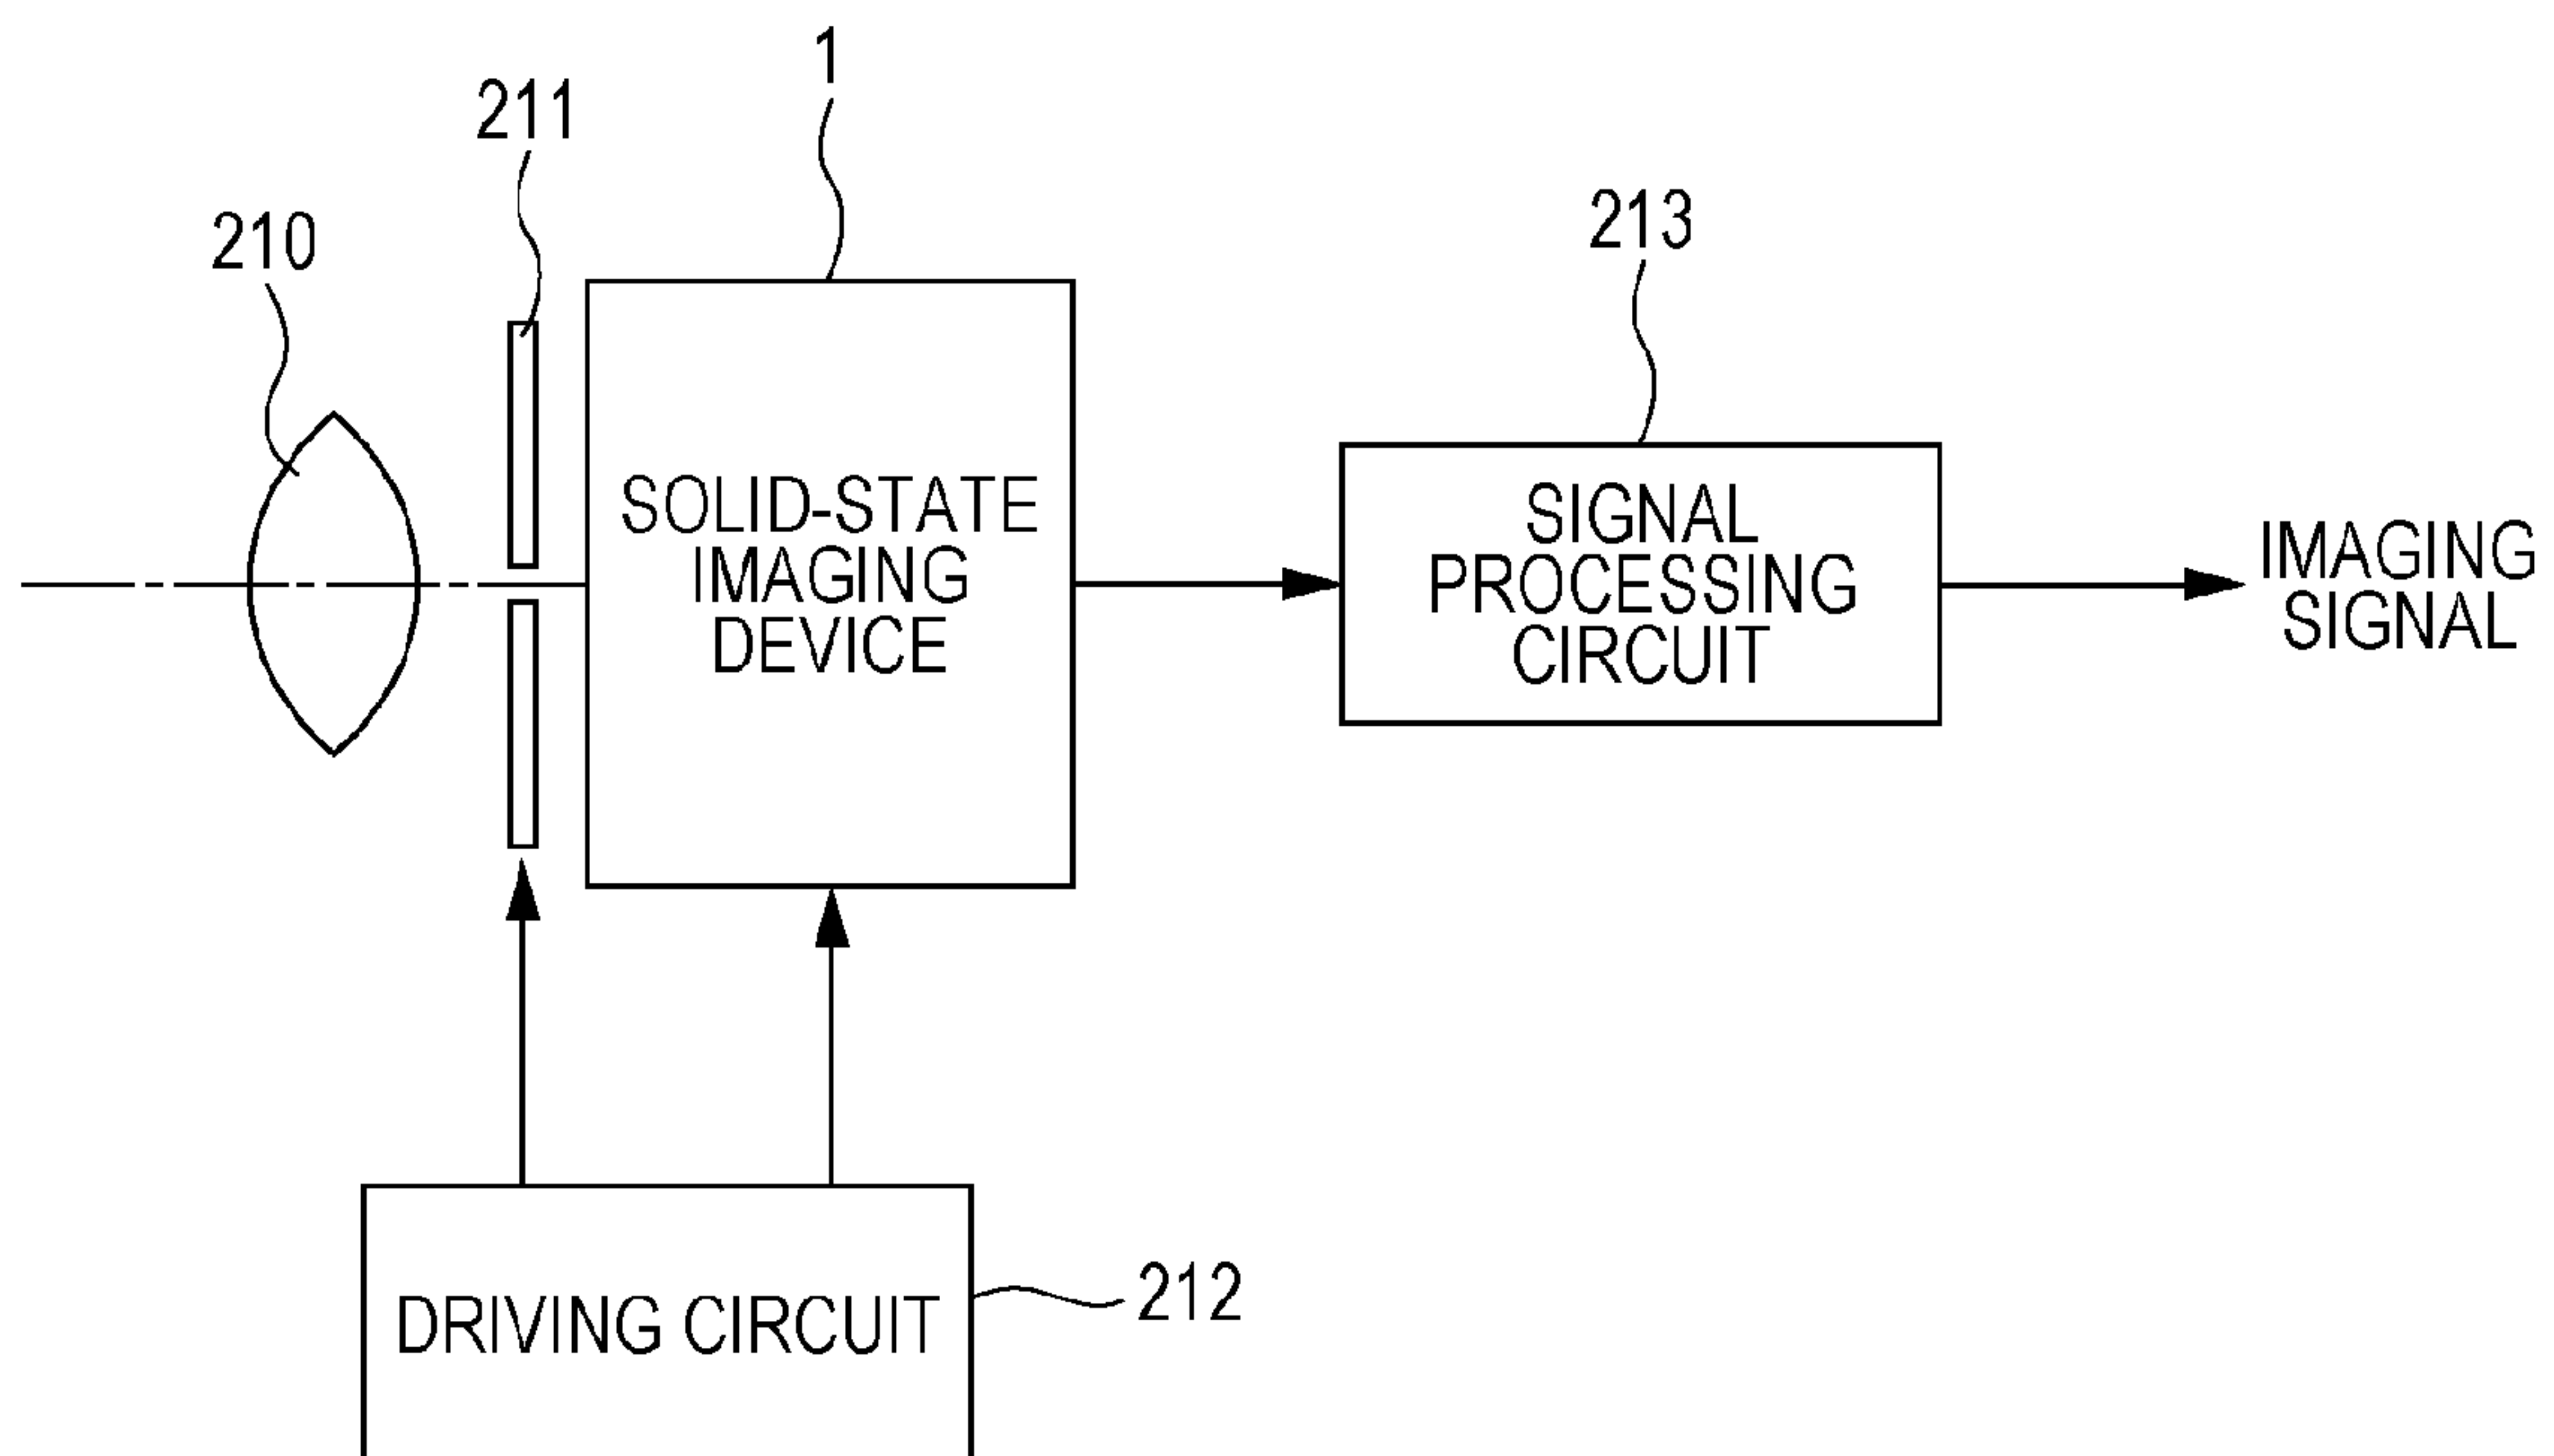 1
211
210
213
SOLID-STATE
IMAGING
DEVICE
SIGNAL
PROCESSING
CIRCUIT
IMAGING
SIGNAL
DRIVING CIRCUIT
212